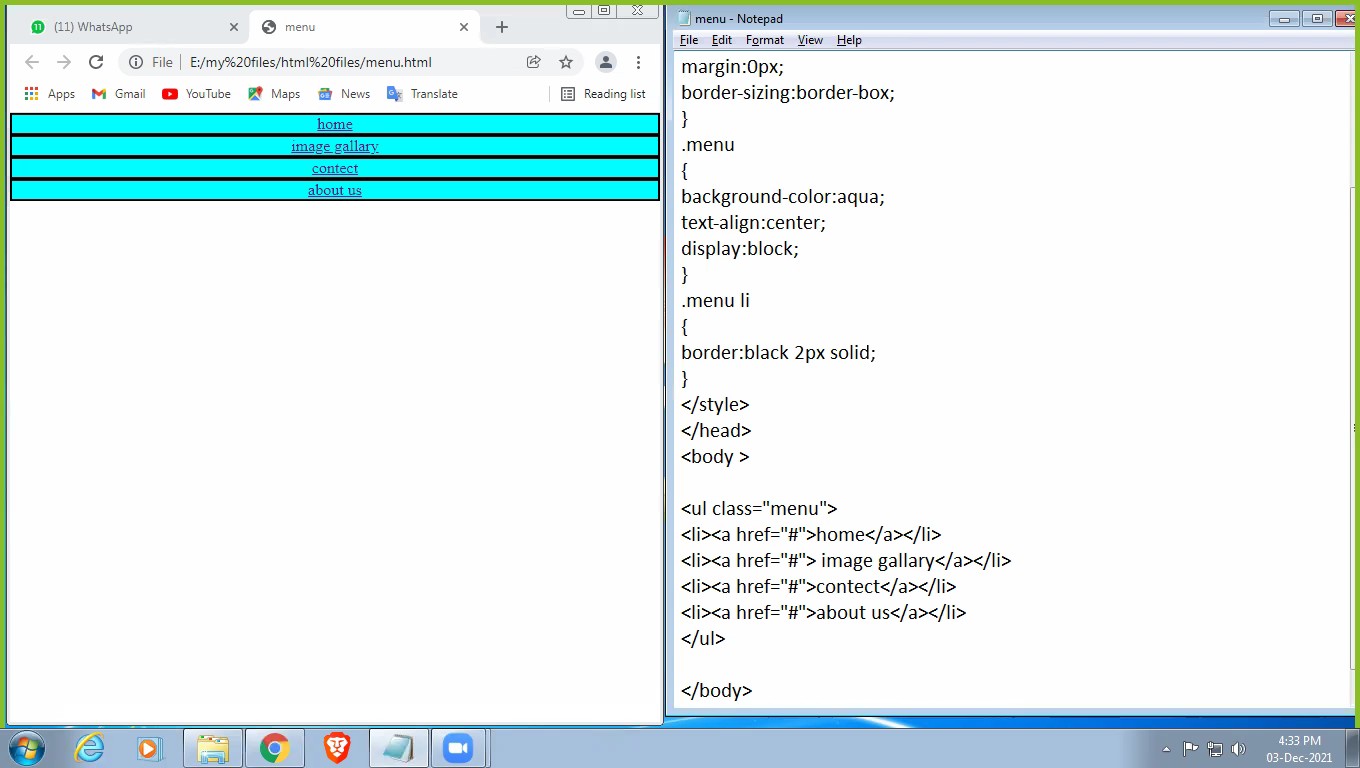 (11) WhatsApp
menu
File
E:/my%20files/html%20files/menu.html
Apps
Gmail
YouTube
Maps
News
Translate
Reading list
home
image gallary
contect
about us
menu - Notepad
File Edit Format View Help
margin:0px;
border-sizing:border-box;
}
.menu
{
background-color:aqua;
text-align:center;
display:block;
}
.menu li
{
border:black 2px solid;
}
</style>
</head>
<body >
<ul class="menu">
<li><a href="#">home</a></li>
<li><a href="#"> image gallary</a></li>
<li><a href="#">contect</a></li>
<li><a href="#">about us</a></li>
</ul>
</body>
4:33 PM
03-Dec-2021